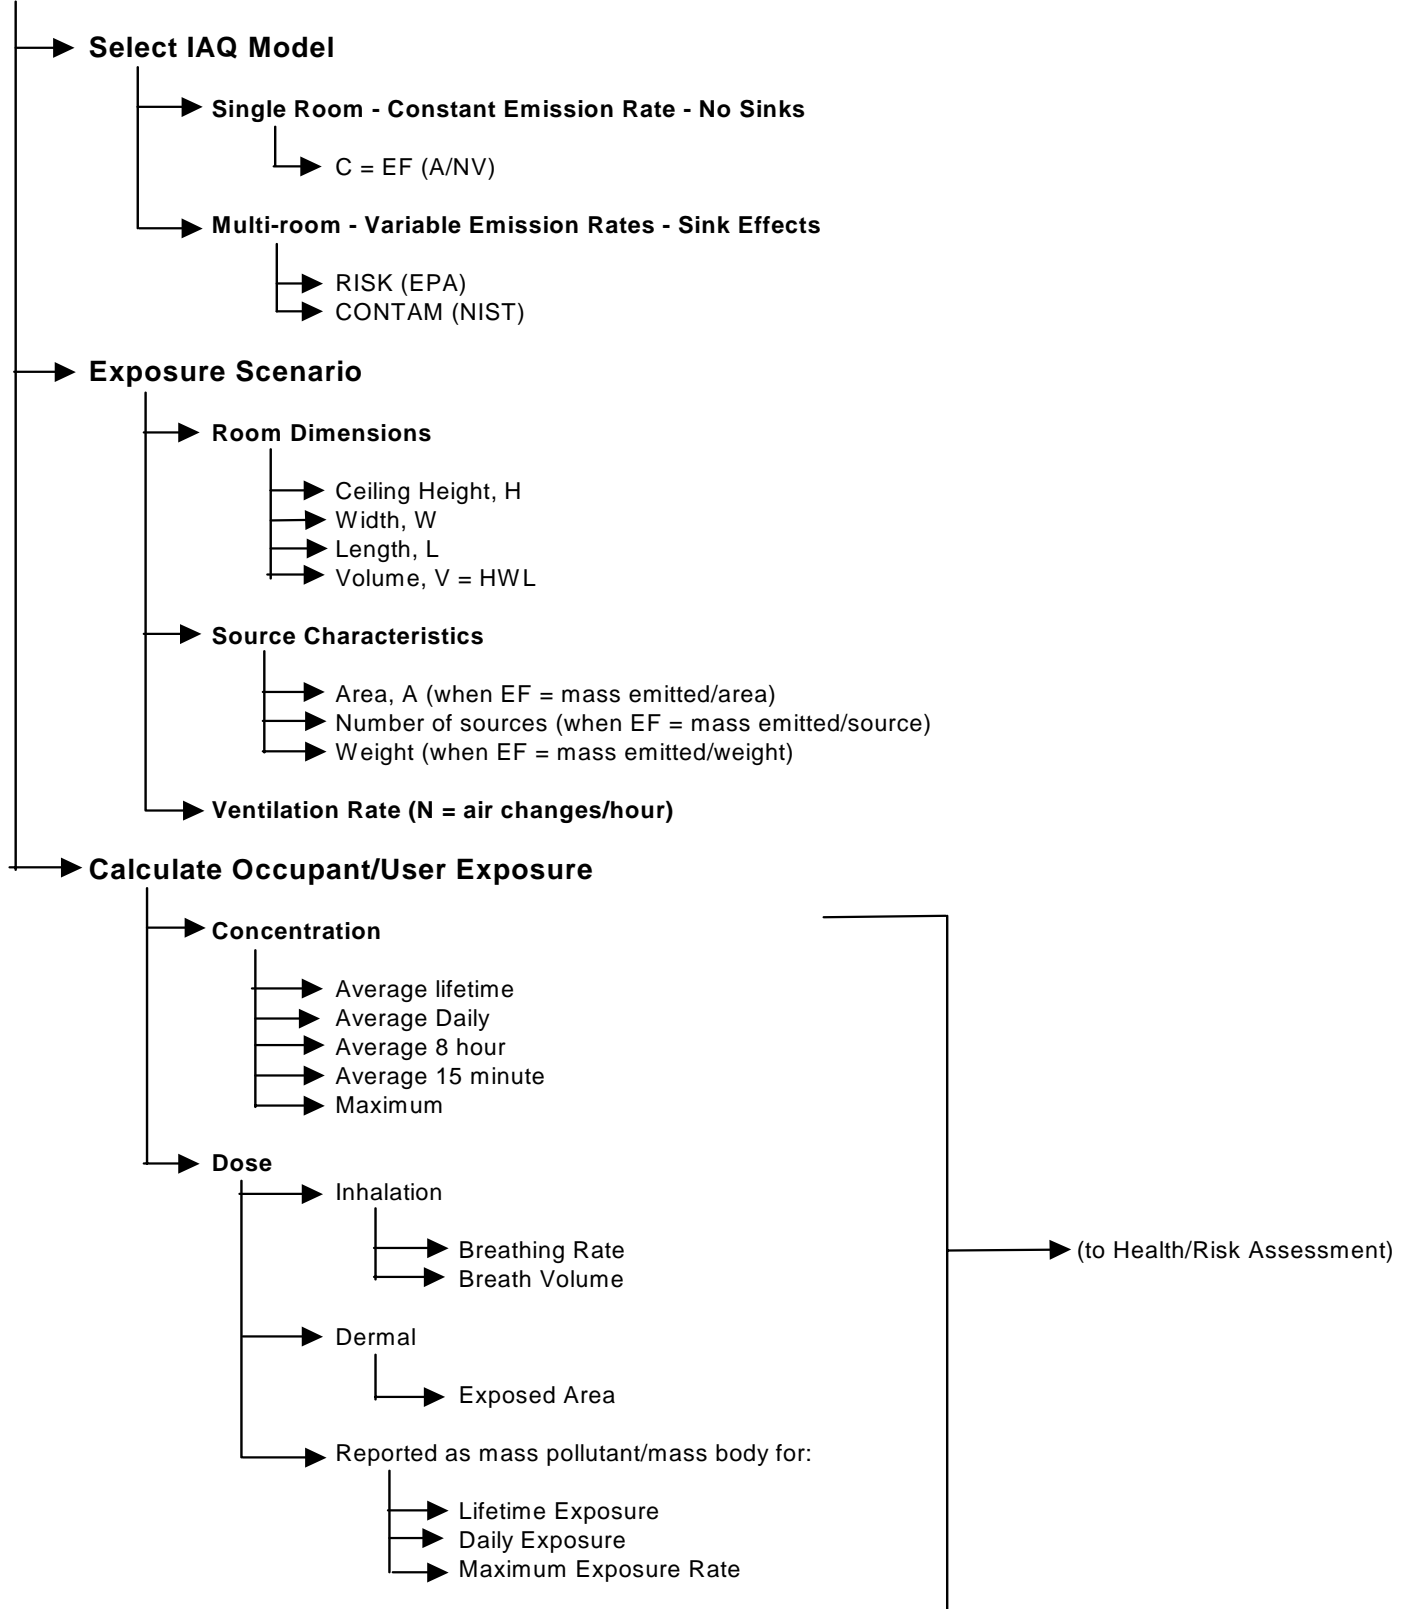 Select IAQ Model
Single Room - Constant Emission Rate - No Sinks
C = EF (A/NV)
Multi-room - Variable Emission Rates - Sink Effects
RISK (EPA)
CONTAM (NIST)
Exposure Scenario
Room Dimensions
Ceiling Height, H
Width, W
Length, L
Volume, V = HWL
Source Characteristics
Area, A (when EF = mass emitted/area)
Number of sources (when EF = mass emitted/source)
Weight (when EF = mass emitted/weight)
Ventilation Rate (N = air changes/hour)
Calculate Occupant/User Exposure
Concentration
Average lifetime
Average Daily
Average 8 hour
Average 15 minute
Maximum
Dose
Inhalation
Breathing Rate
(to Health/Risk Assessment)
Breath Volume
Dermal
Exposed Area
Reported as mass pollutant/mass body for:
Lifetime Exposure
Daily Exposure
Maximum Exposure Rate